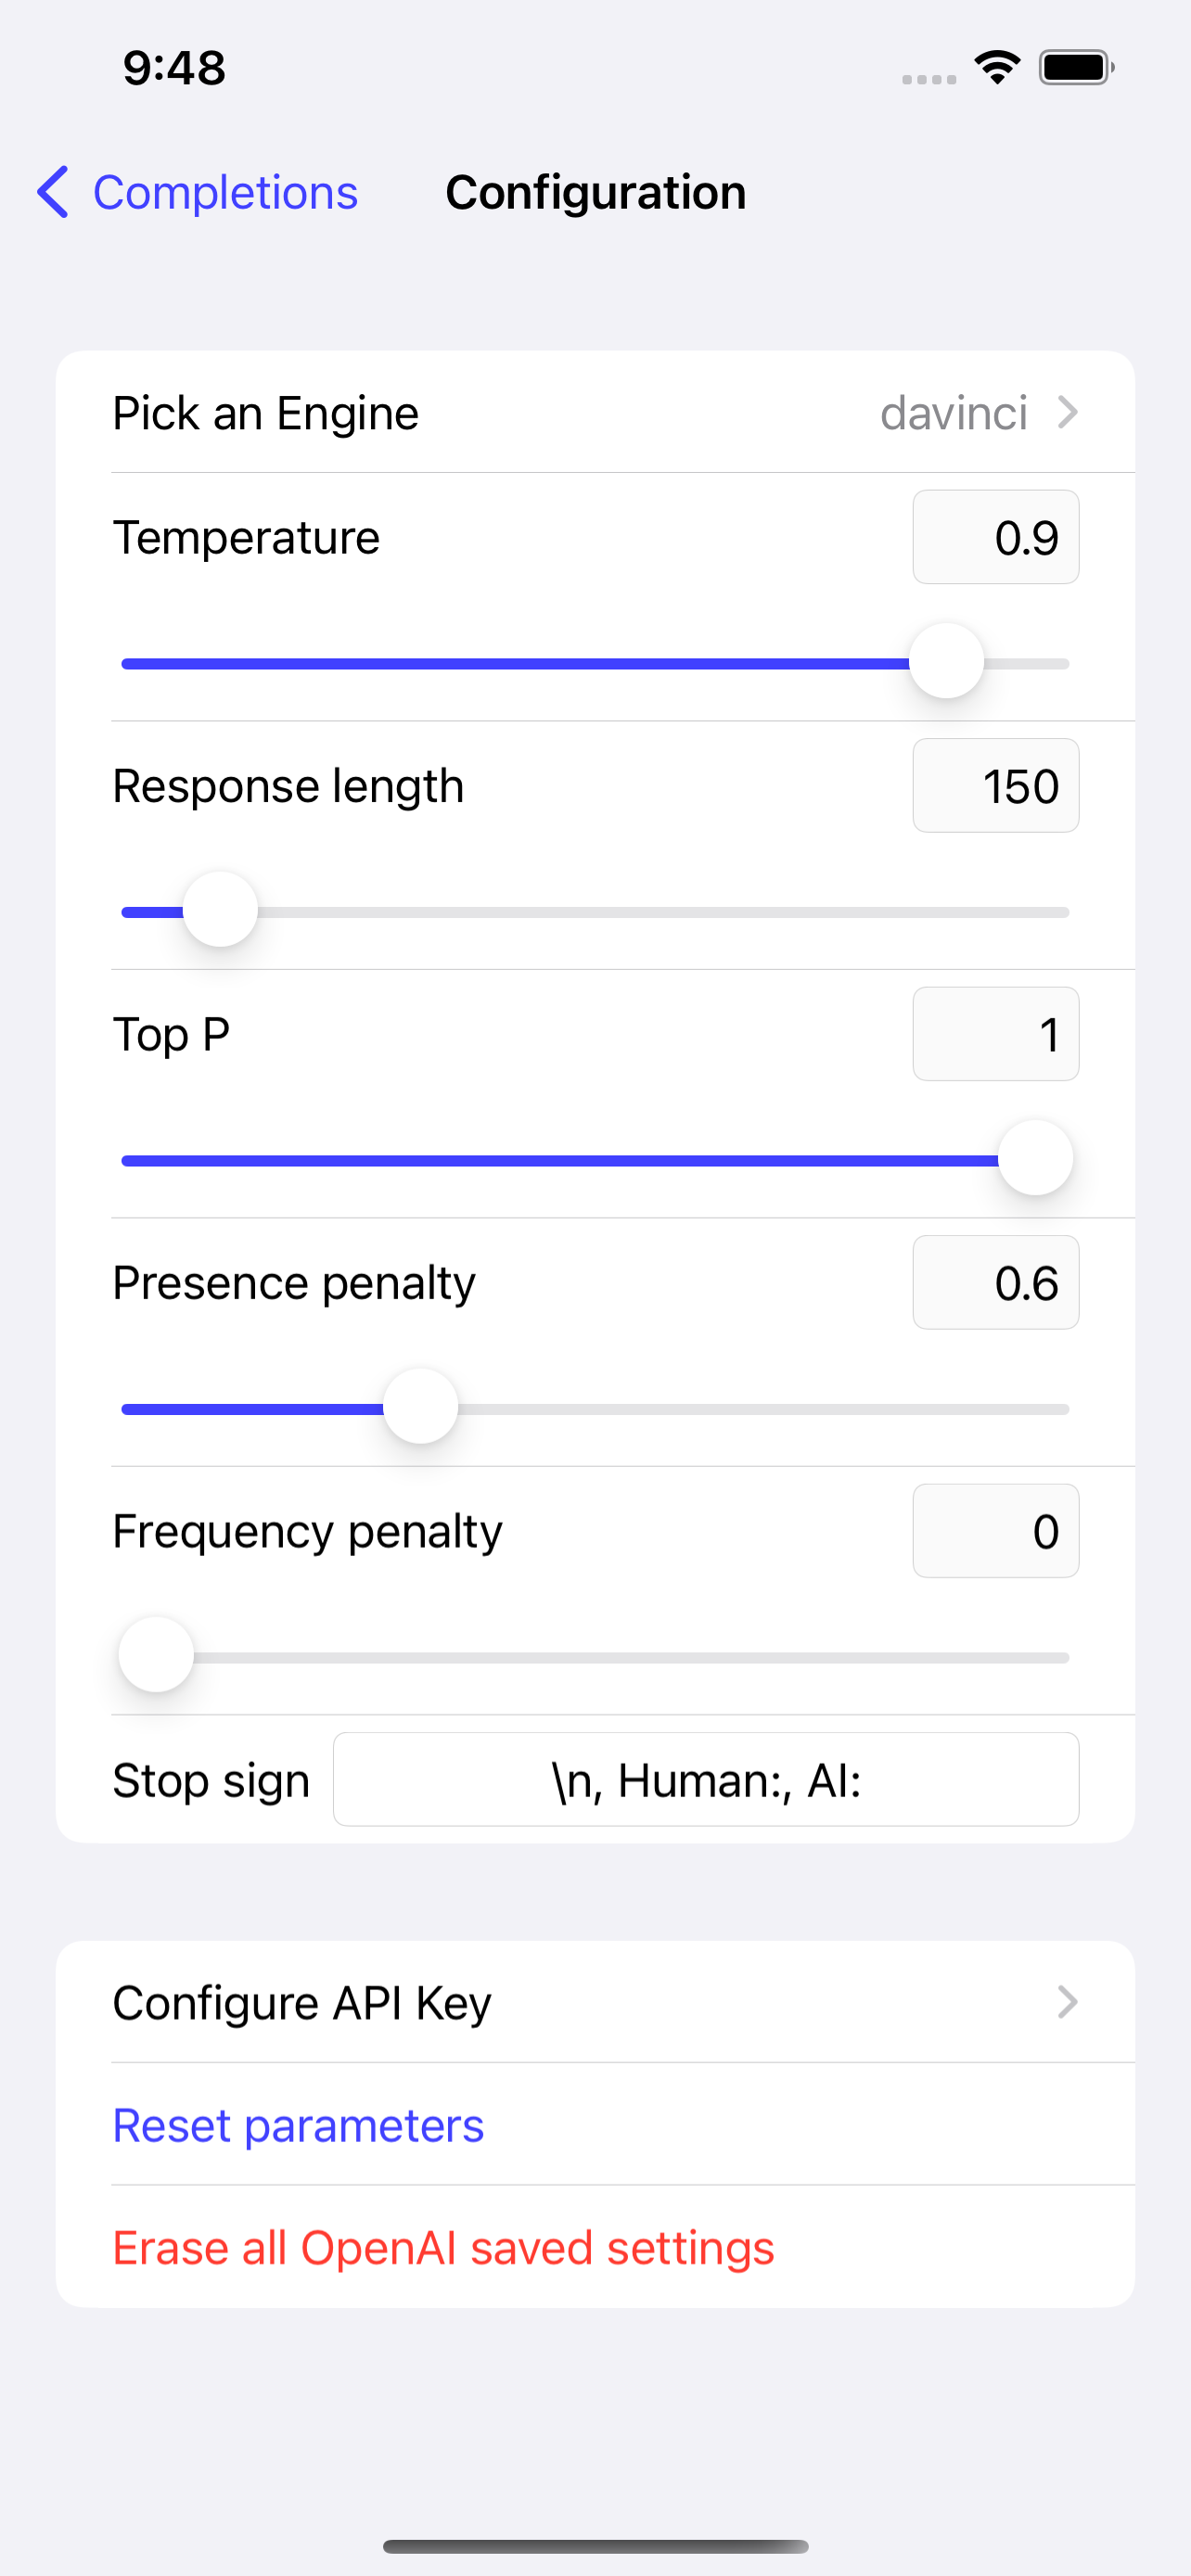 9:48
Completions Configuration
Pick an Engine davinci
Temperature 0.9
Response length 150
Top P 1
Presence penalty 0.6
Frequency penalty 0
Stop sign \n, Human:, AI:
Configure API Key
Reset parameters
Erase all OpenAI saved settings